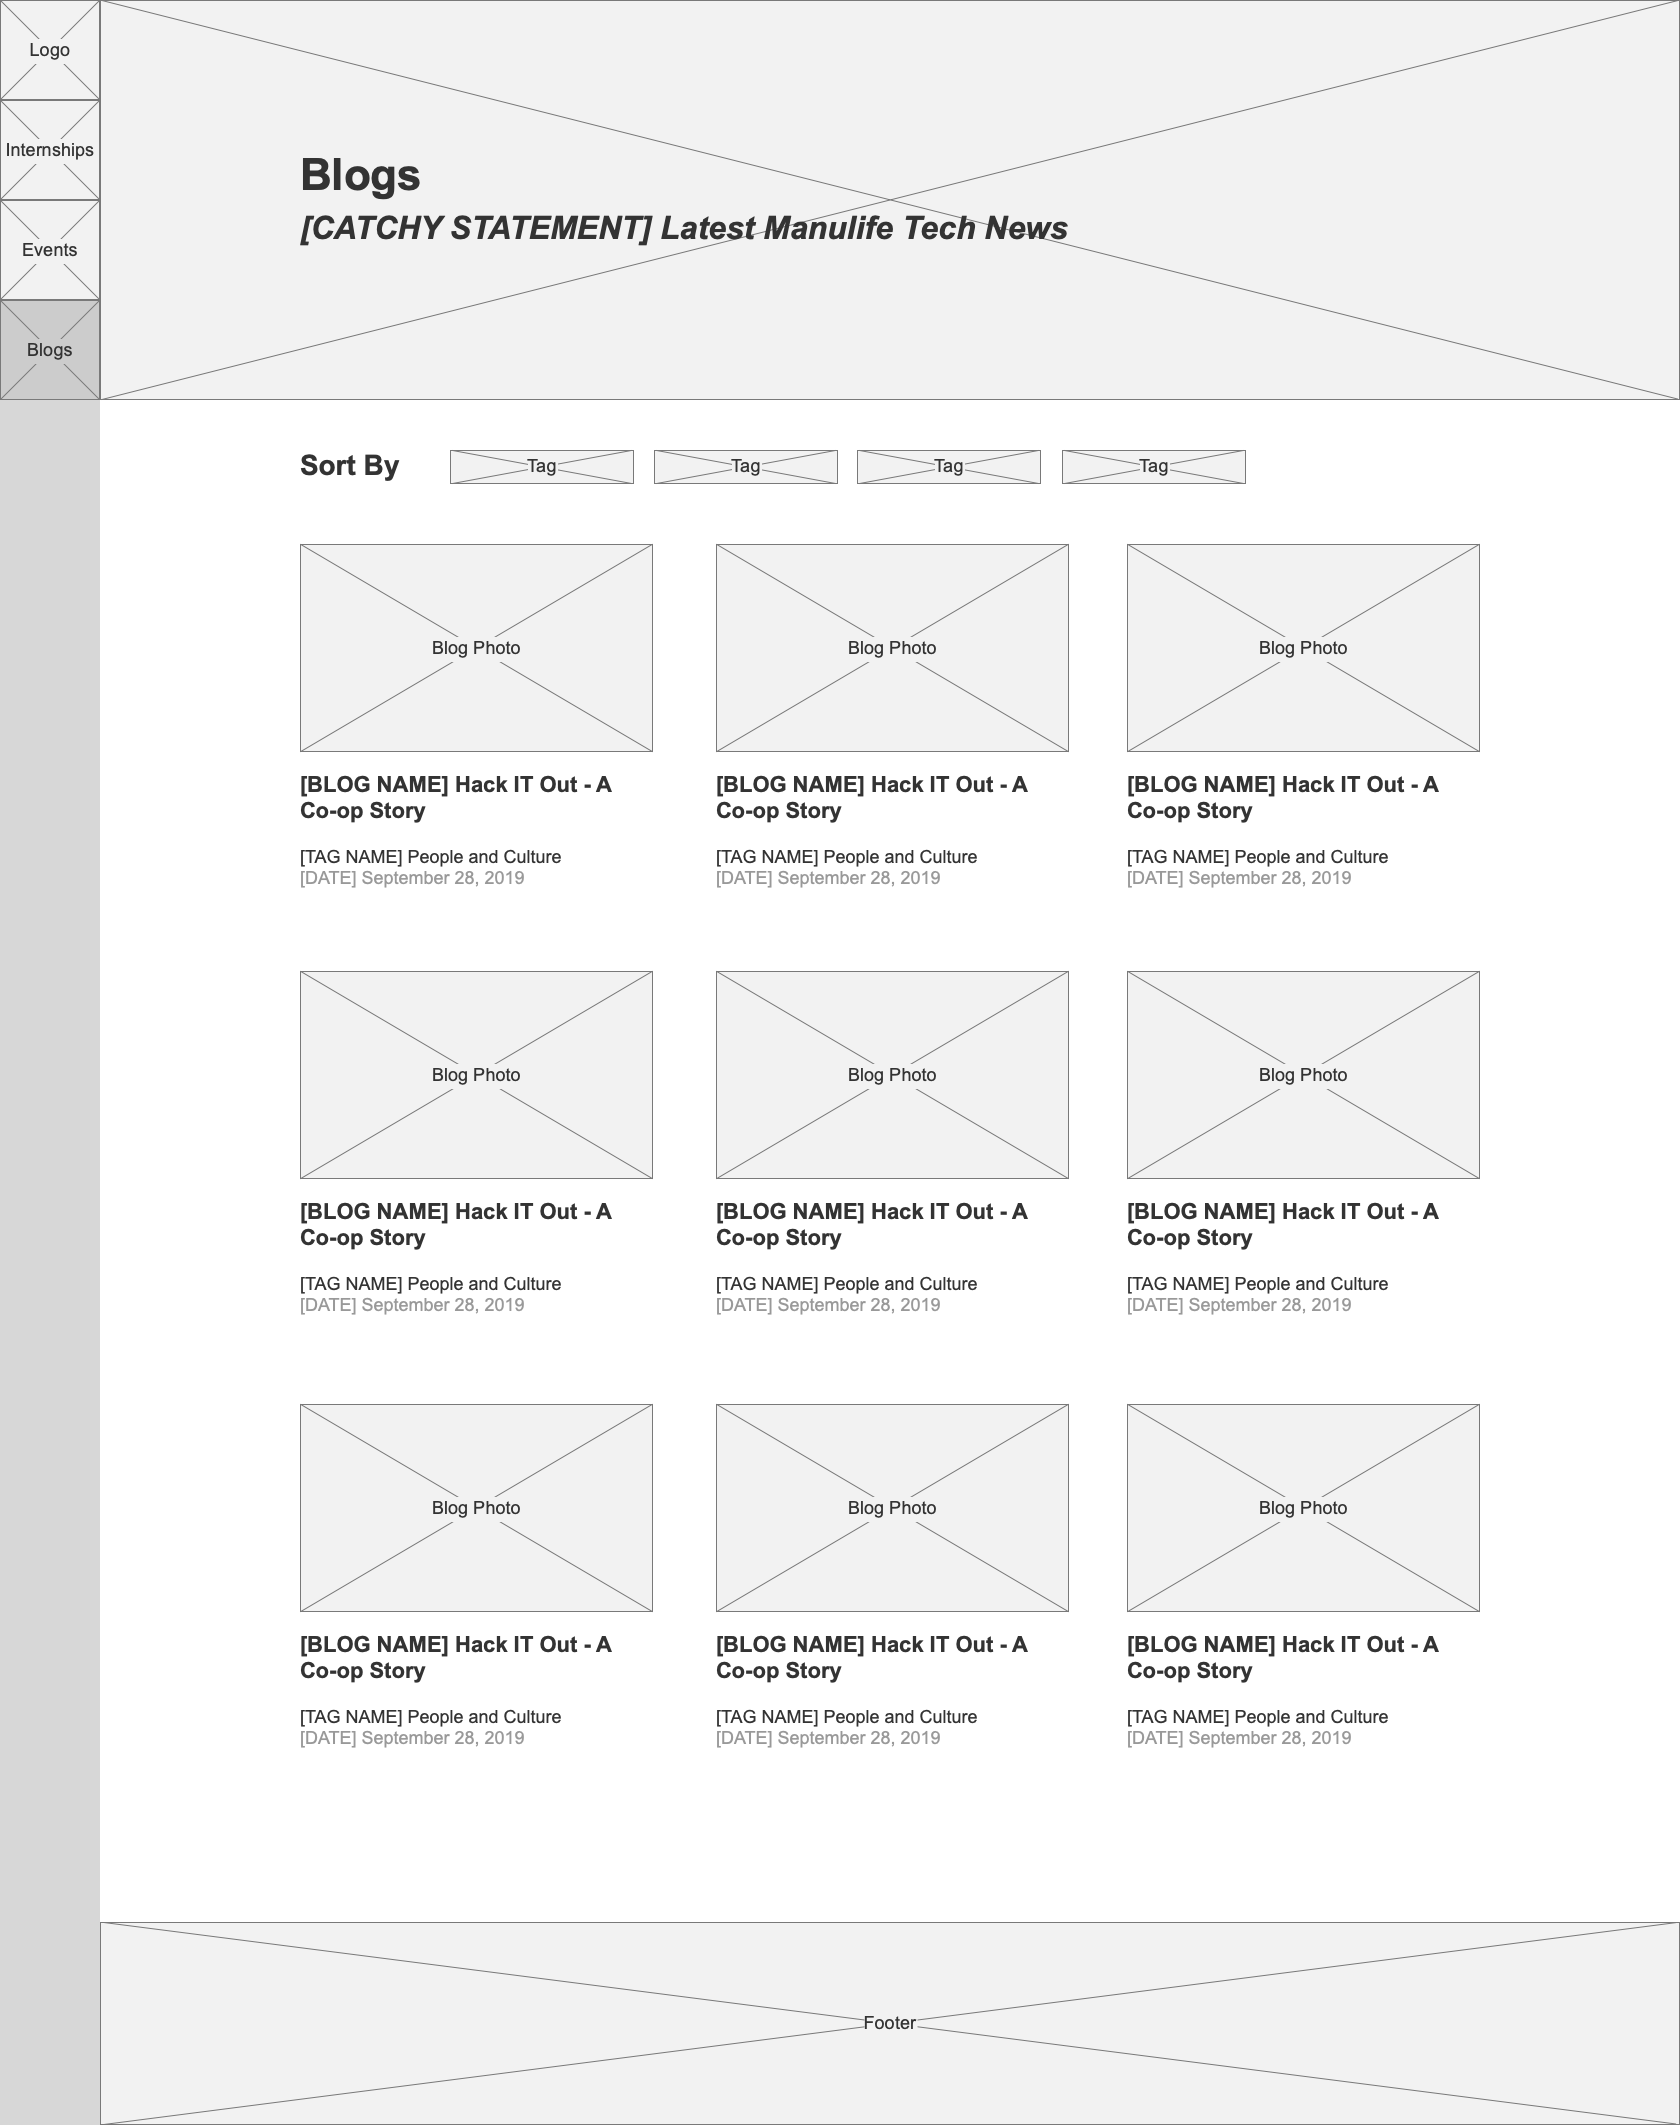 Logo
Internships
Events
Blogs
Blogs
[CATCHY STATEMENT] Latest Manulife Tech News
Sort By
Tag
Tag
Tag
Tag
Blog Photo
[BLOG NAME] Hack IT Out - A
Co-op Story
[TAG NAME] People and Culture
[DATE] September 28, 2019
Blog Photo
[BLOG NAME] Hack IT Out - A
Co-op Story
[TAG NAME] People and Culture
[DATE] September 28, 2019
Blog Photo
[BLOG NAME] Hack IT Out - A
Co-op Story
[TAG NAME] People and Culture
[DATE] September 28, 2019
Blog Photo
[BLOG NAME] Hack IT Out - A
Co-op Story
[TAG NAME] People and Culture
[DATE] September 28, 2019
Blog Photo
[BLOG NAME] Hack IT Out - A
Co-op Story
[TAG NAME] People and Culture
[DATE] September 28, 2019
Blog Photo
[BLOG NAME] Hack IT Out - A
Co-op Story
[TAG NAME] People and Culture
[DATE] September 28, 2019
Blog Photo
[BLOG NAME] Hack IT Out - A
Co-op Story
[TAG NAME] People and Culture
[DATE] September 28, 2019
Blog Photo
[BLOG NAME] Hack IT Out - A
Co-op Story
[TAG NAME] People and Culture
[DATE] September 28, 2019
Blog Photo
[BLOG NAME] Hack IT Out - A
Co-op Story
[TAG NAME] People and Culture
[DATE] September 28, 2019
Footer